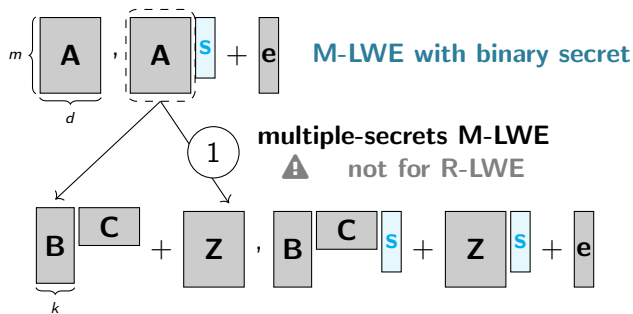 m A , A s + e M-LWE with binary secret
d
1 multiple-secrets M-LWE
not for R-LWE
B C + Z , B C s + Z s + e
k